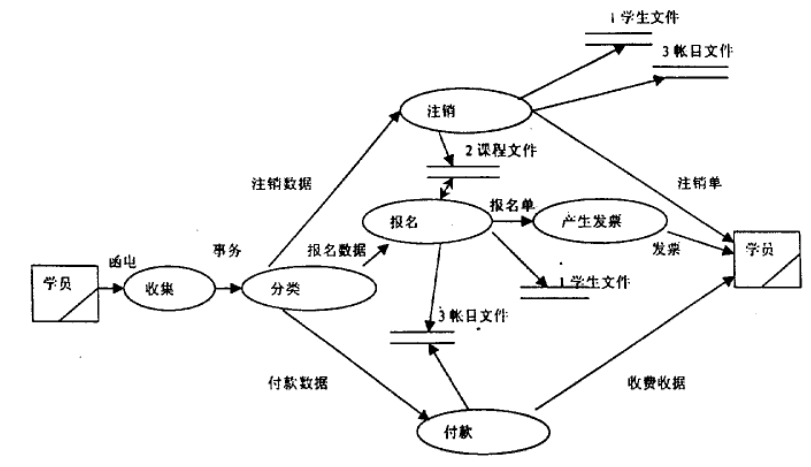 1 学生文件
3 帐日文件
注销
2 课程文件
注销数据
注销单
报名
报名单
产生发票
事务
报名数据
发票
函电
学员
收集
分类
1 学生文件
学员
3 帐日文件
付款数据
收费收据
付款